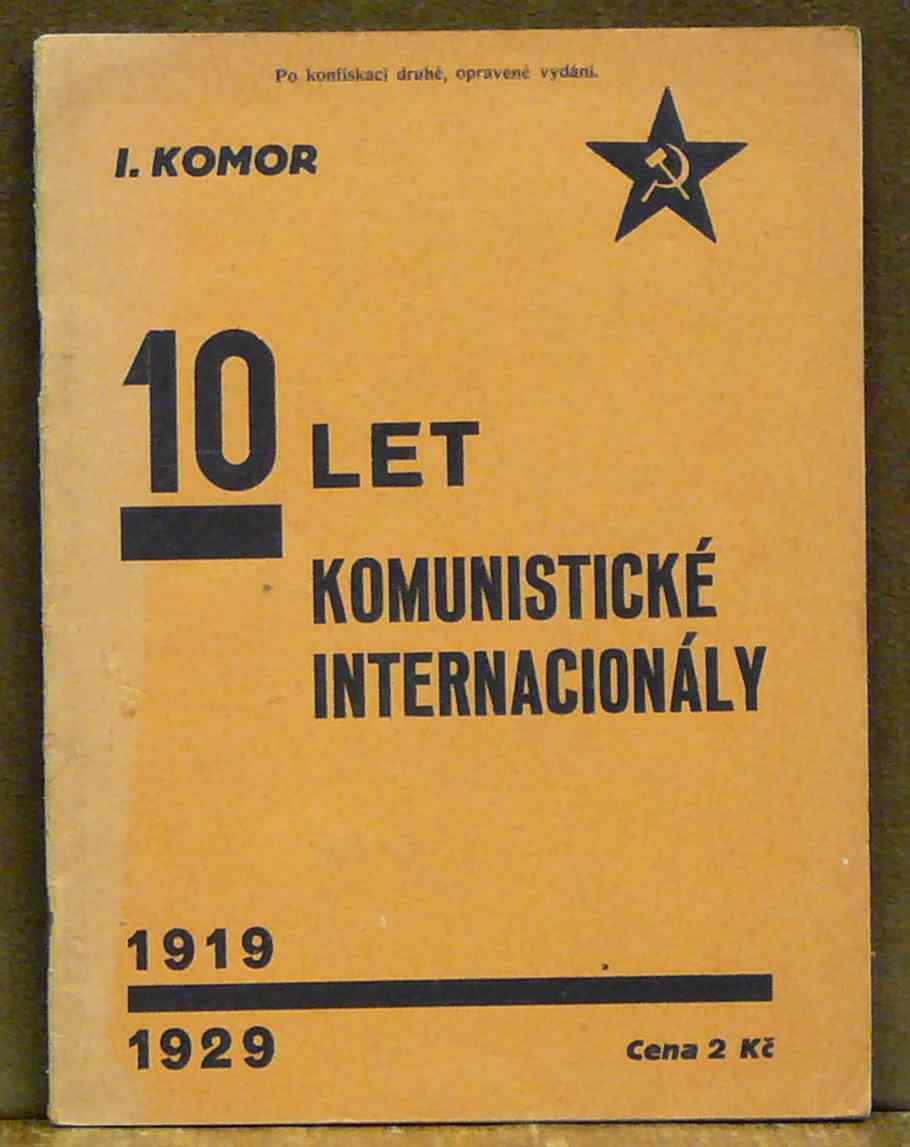 Po konfiskaci druhé, opravené vydání.
I. KOMOR
10 LET
KOMUNISTICKÉ
INTERNACIONÁLY
1919
1929
Cena 2 Kč